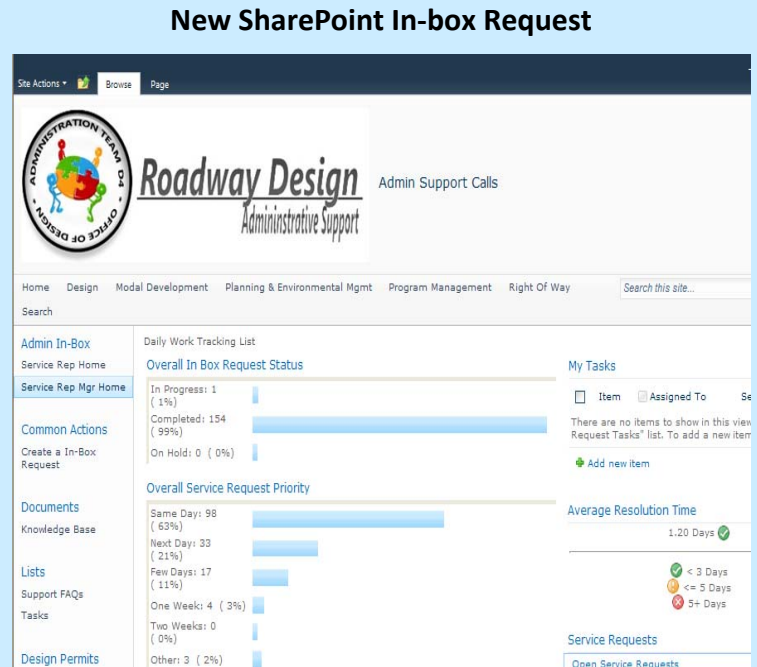 New SharePoint In-box Request
Site Actions
Browse
Page
ADMINISTRATION TEAM D4
OFFICE OF DESIGN
Roadway Design
Admininstrative Support
Admin Support Calls
Home Design Modal Development Planning & Environmental Mgmt Program Management Right Of Way
Search this site...
Search
Admin In-Box
Service Rep Home
Service Rep Mgr Home
Common Actions
Create a In-Box
Request
Documents
Knowledge Base
Lists
Support FAQs
Tasks
Design Permits
Daily Work Tracking List
Overall In Box Request Status
In Progress: 1
( 1%)
Completed: 154
( 99%)
On Hold: 0 ( 0%)
Overall Service Request Priority
Same Day: 98
( 63%)
Next Day: 33
( 21%)
Few Days: 17
( 11%)
One Week: 4 ( 3%)
Two Weeks: 0
( 0%)
Other: 3 ( 2%)
My Tasks
Item Assigned To Se
There are no items to show in this view
Request Tasks" list. To add a new item
Add new item
Average Resolution Time
1.20 Days
< 3 Days
<= 5 Days
5+ Days
Service Requests
Open Service Requests